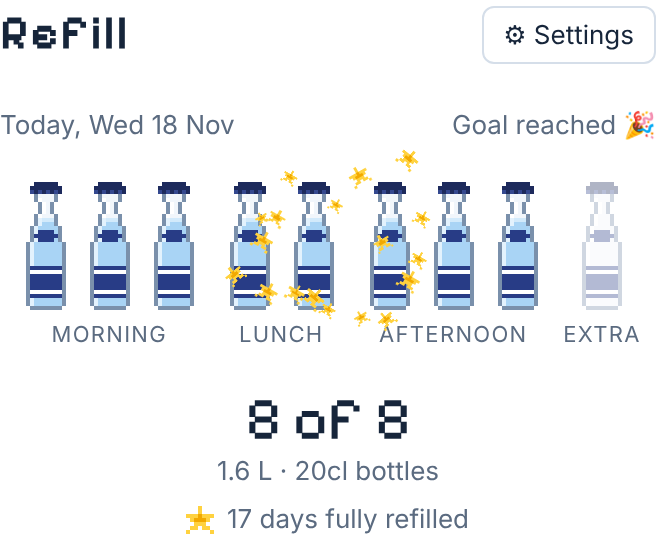 Refill
⚙ Settings
Today, Wed 18 Nov
Goal reached 🎉
MORNING
LUNCH
AFTERNOON
EXTRA
8 of 8
1.6 L · 20cl bottles
17 days fully refilled